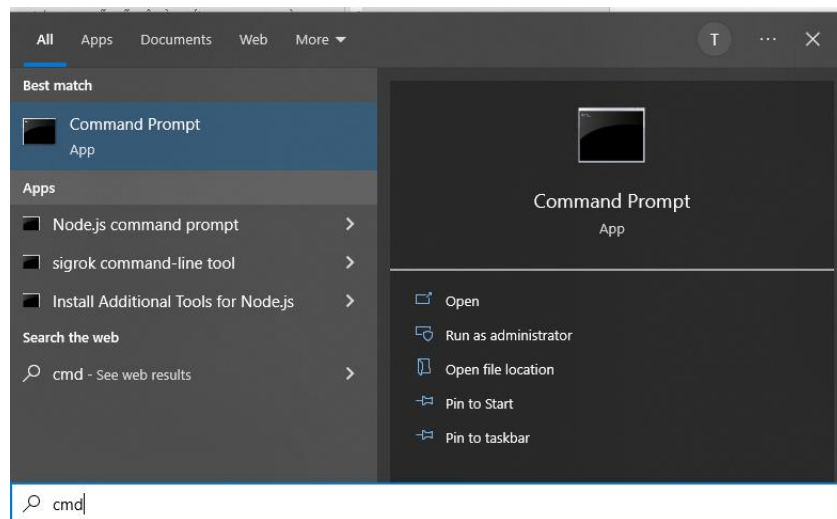 All Apps Documents Web More T ... 
Best match
Command Prompt
App
Apps
Node.js command prompt
sigrok command-line tool
Install Additional Tools for Node.js
Search the web
cmd - See web results
Command Prompt
App
Open
Run as administrator
Open file location
Pin to Start
Pin to taskbar
cmd